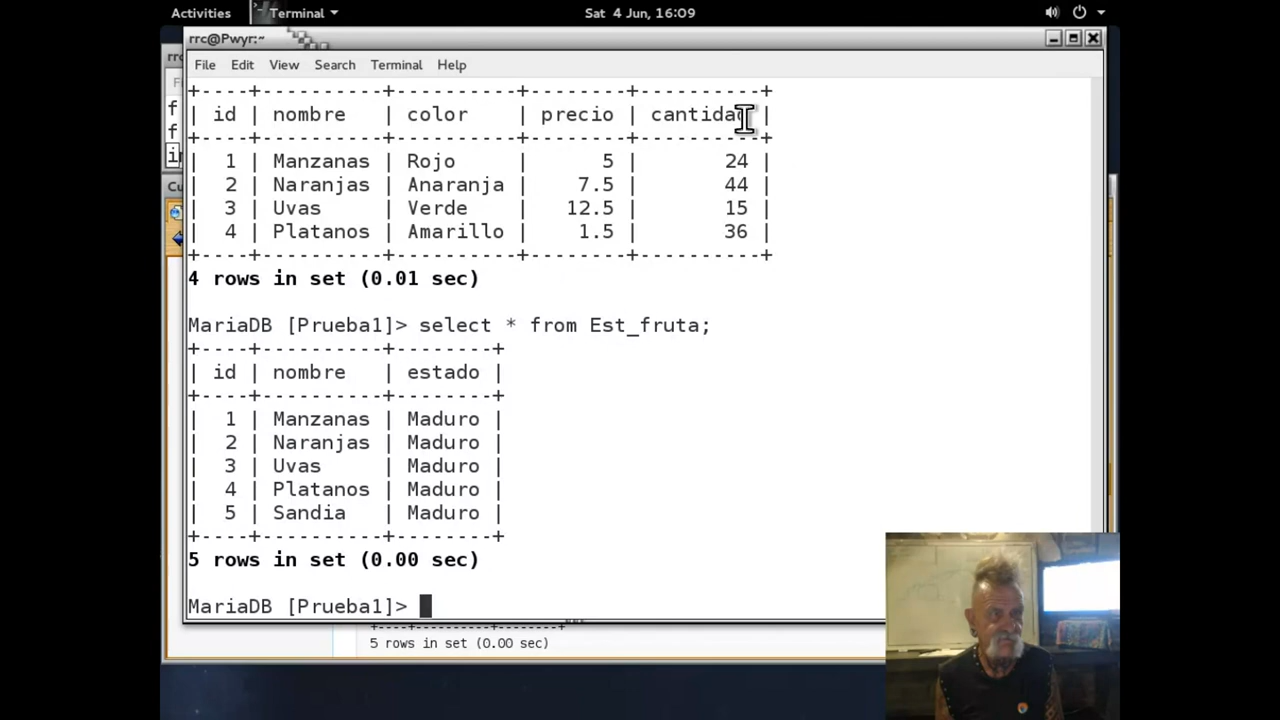 Activities Terminal Sat 4 Jun, 16:09
rrc@Pwyr:~
File Edit View Search Terminal Help
+----+----------+----------+--------+----------+
| id | nombre | color | precio | cantidad |
+----+----------+----------+--------+----------+
| 1 | Manzanas | Rojo | 5 | 24 |
| 2 | Naranjas | Anaranja | 7.5 | 44 |
| 3 | Uvas | Verde | 12.5 | 15 |
| 4 | Platanos | Amarillo | 1.5 | 36 |
+----+----------+----------+--------+----------+
4 rows in set (0.01 sec)
MariaDB [Prueba1]> select * from Est_fruta;
+----+----------+--------+
| id | nombre | estado |
+----+----------+--------+
| 1 | Manzanas | Maduro |
| 2 | Naranjas | Maduro |
| 3 | Uvas | Maduro |
| 4 | Platanos | Maduro |
| 5 | Sandia | Maduro |
+----+----------+--------+
5 rows in set (0.00 sec)
MariaDB [Prueba1]>
5 rows in set (0.00 sec)